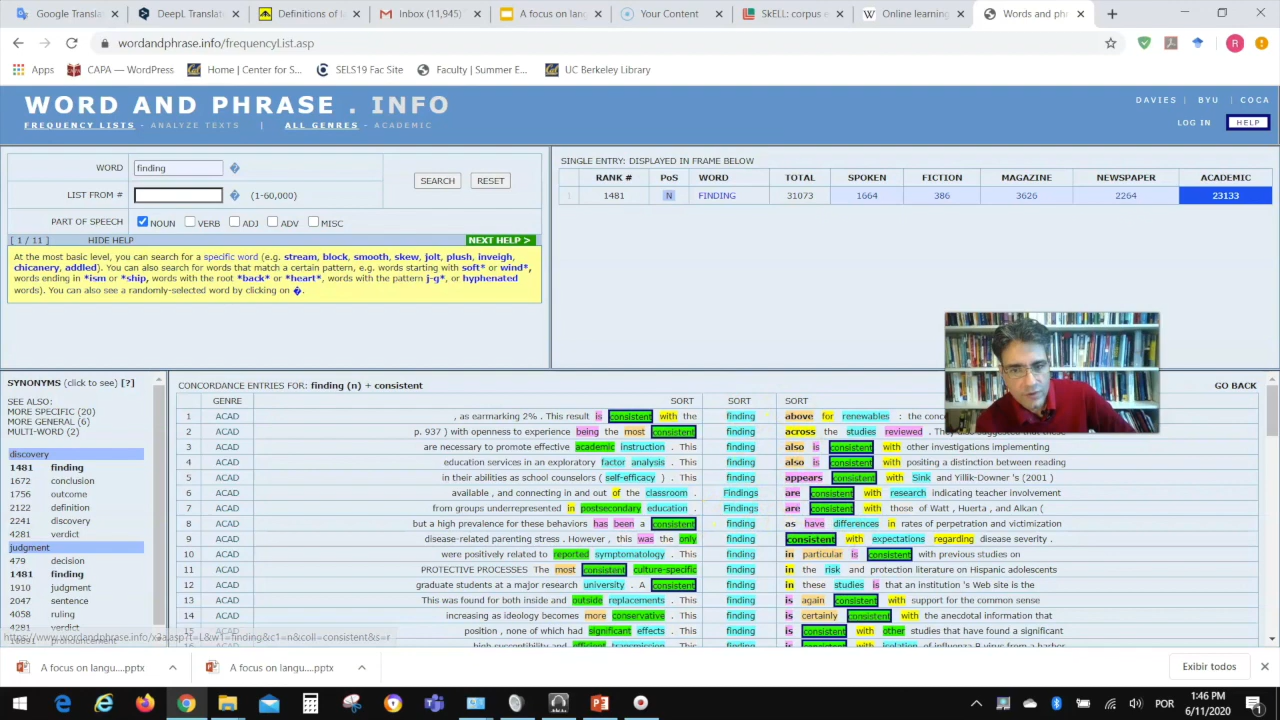 Google Translat
DeepL Translate
Definitions of l
Inbox (11,945)
A focus on lang
Your Content
SkELL: corpus e
Online learning
Words and phr
wordandphrase.info/frequencyList.asp
R
Apps
CAPA — WordPress
Home | Center for S...
SELS19 Fac Site
Faculty | Summer E...
UC Berkeley Library
WORD AND PHRASE . INFO
DAVIES | BYU | COCA
FREQUENCY LISTS - ANALYZE TEXTS | ALL GENRES - ACADEMIC
LOG IN HELP
WORD finding
LIST FROM # (1-60,000)
SEARCH RESET
PART OF SPEECH NOUN VERB ADJ ADV MISC
[ 1 / 11 ] HIDE HELP NEXT HELP >
At the most basic level, you can search for a specific word (e.g. stream, block, smooth, skew, jolt, plush, inveigh,
chicanery, addled). You can also search for words that match a certain pattern, e.g. words starting with soft* or wind*,
words ending in *ism or *ship, words with the root *back* or *heart*, words with the pattern j-g*, or hyphenated
words). You can also see a randomly-selected word by clicking on �.
SINGLE ENTRY: DISPLAYED IN FRAME BELOW
RANK # PoS WORD TOTAL SPOKEN FICTION MAGAZINE NEWSPAPER ACADEMIC
1 1481 N FINDING 31073 1664 386 3626 2264 23133
SYNONYMS (click to see) [?]
SEE ALSO:
MORE SPECIFIC (20)
MORE GENERAL (6)
MULTI-WORD (2)
discovery
1481 finding
1672 conclusion
1756 outcome
2122 definition
2241 discovery
4281 verdict
judgment
479 decision
1481 finding
1910 judgment
2047 sentence
4058 ruling
4281 verdict
CONCORDANCE ENTRIES FOR: finding (n) + consistent
GO BACK
GENRE SORT SORT SORT
1 ACAD , as earmarking 2% . This result is consistent with the finding above for renewables : the conc
2 ACAD p. 937 ) with openness to experience being the most consistent finding across the studies reviewed . They
3 ACAD are necessary to promote effective academic instruction . This finding also is consistent with other investigations implementing
4 ACAD education services in an exploratory factor analysis . This finding also is consistent with positing a distinction between reading
5 ACAD in their abilities as school counselors ( self-efficacy ) . This finding appears consistent with Sink and Yillik-Downer 's (2001 )
6 ACAD available , and connecting in and out of the classroom . Findings are consistent with research indicating teacher involvement
7 ACAD from groups underrepresented in postsecondary education . Findings are consistent with those of Watt , Huerta , and Alkan (
8 ACAD but a high prevalence for these behaviors has been a consistent finding as have differences in rates of perpetration and victimization
9 ACAD disease-related parenting stress . However , this was the only finding consistent with expectations regarding disease severity .
10 ACAD were positively related to reported symptomatology . This finding in particular is consistent with previous studies on
11 ACAD PROTECTIVE PROCESSES The most consistent culture-specific finding in the risk and protection literature on Hispanic adolescents
12 ACAD graduate students at a major research university . A consistent finding in these studies is that an institution 's Web site is the
13 ACAD This was found for both inside and outside replacements . This finding is again consistent with support for the common sense
14 ACAD increasing as ideology becomes more conservative . This finding is certainly consistent with the anecdotal information that
position , none of which had significant effects . This finding is consistent with other studies that have found a significant
high susceptibility and efficient transmission . This finding is consistent with isolation of influenza B virus from a harbor
A focus on langu....pptx
A focus on langu....pptx
Exibir todos
POR
1:46 PM
6/11/2020
1